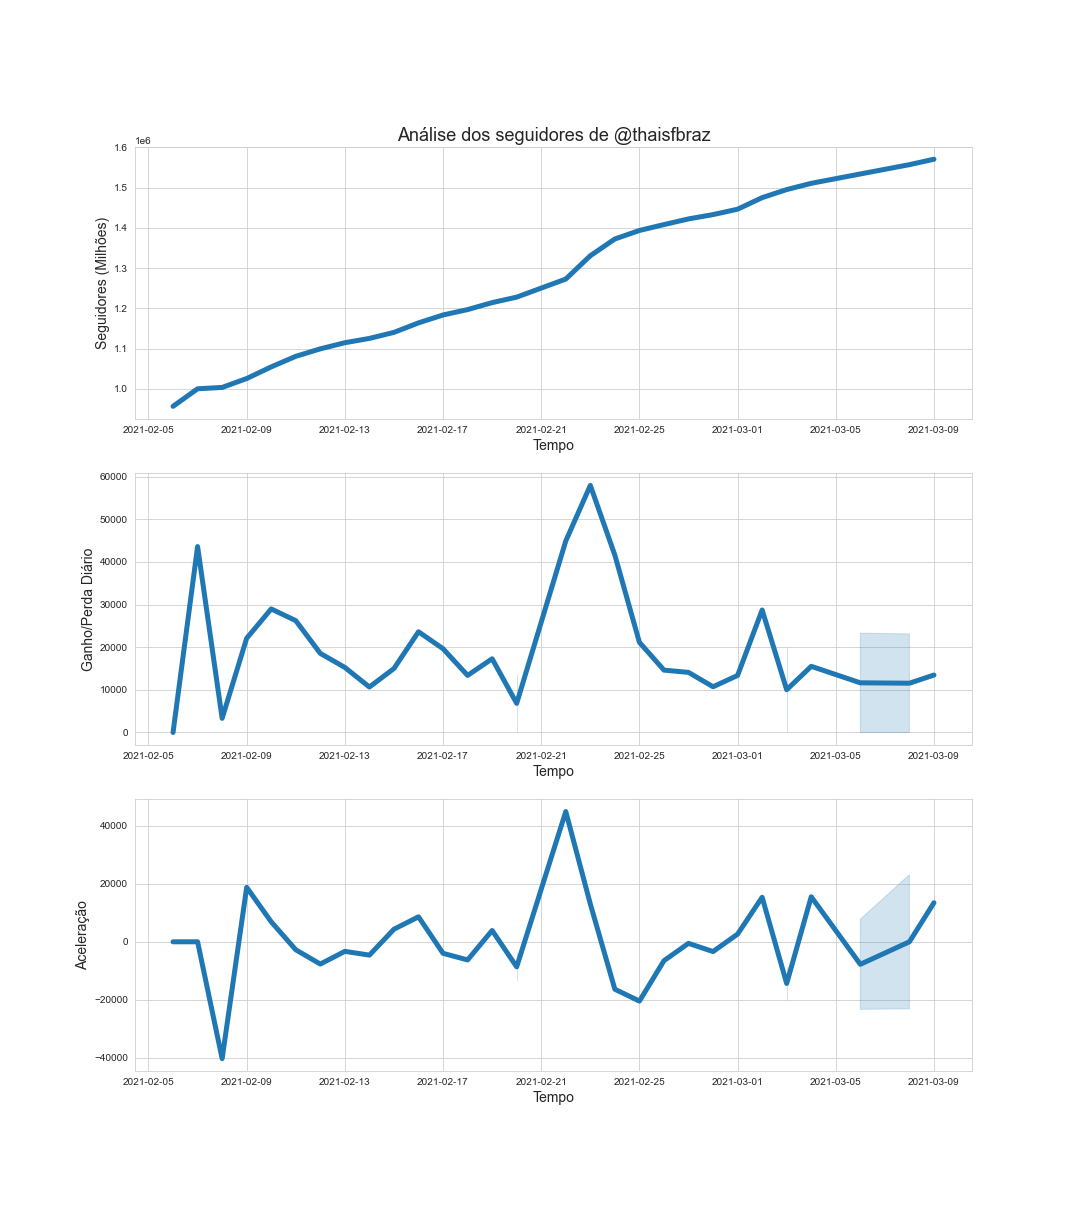 Análise dos seguidores de @thaisfbraz
1e6
1.6
1.5
1.4
1.3
1.2
1.1
1.0
Seguidores (Milhões)
2021-02-05 2021-02-09 2021-02-13 2021-02-17 2021-02-21 2021-02-25 2021-03-01 2021-03-05 2021-03-09
Tempo
60000
50000
40000
30000
20000
10000
0
Ganho/Perda Diário
2021-02-05 2021-02-09 2021-02-13 2021-02-17 2021-02-21 2021-02-25 2021-03-01 2021-03-05 2021-03-09
Tempo
40000
20000
0
−20000
−40000
Aceleração
2021-02-05 2021-02-09 2021-02-13 2021-02-17 2021-02-21 2021-02-25 2021-03-01 2021-03-05 2021-03-09
Tempo